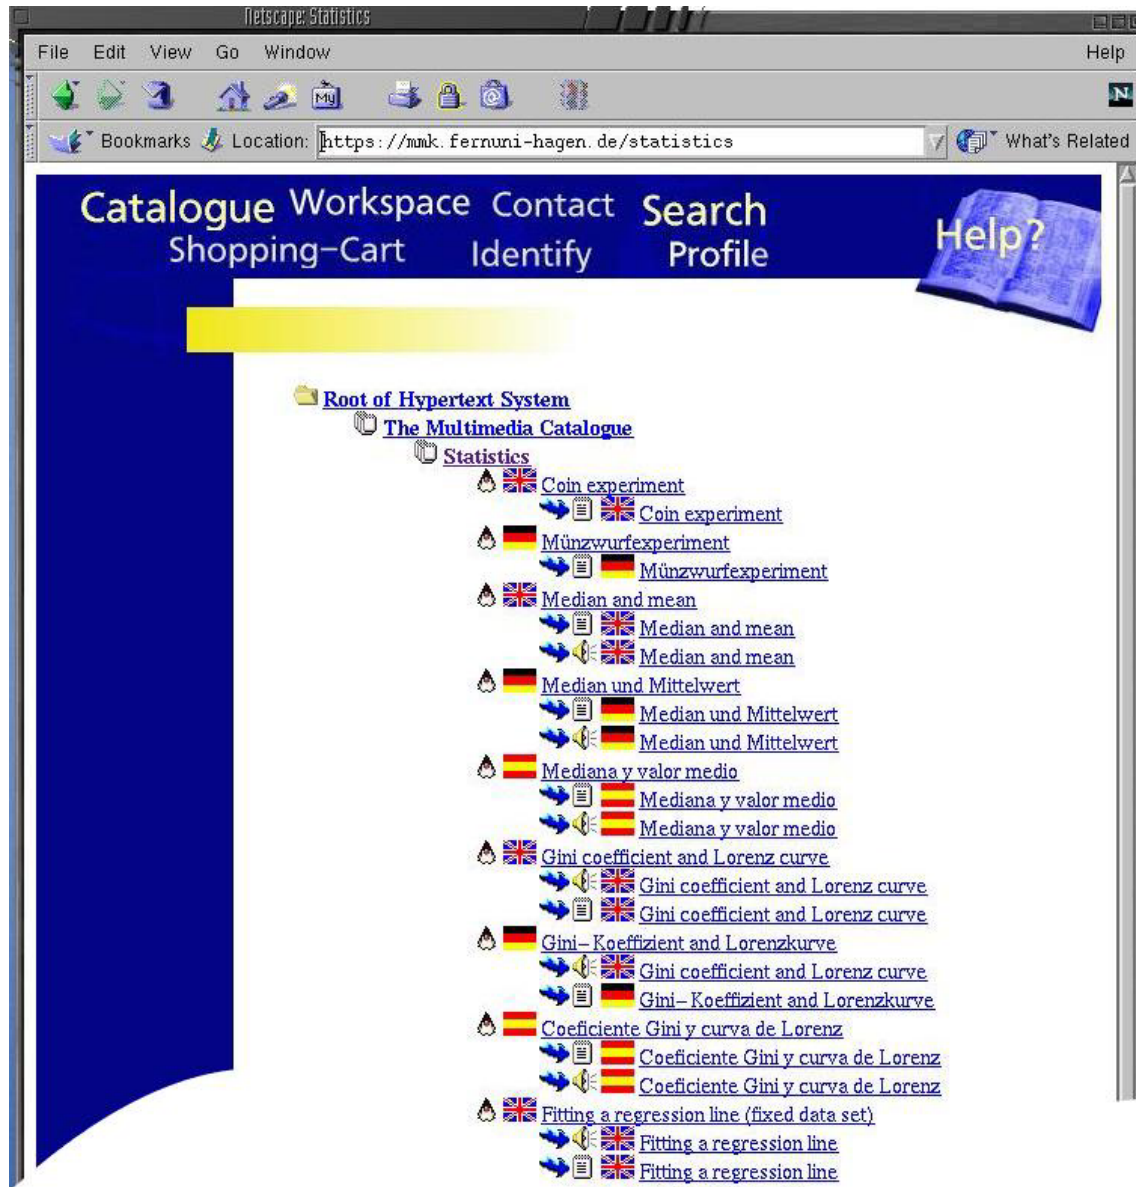 Netscape: Statistics
File Edit View Go Window Help
My
N
Bookmarks Location: https://mmk.fernuni-hagen.de/statistics What's Related
Catalogue Workspace Contact Search
Help?
Shopping-Cart Identify Profile
Root of Hypertext System
The Multimedia Catalogue
Statistics
Coin experiment
Coin experiment
Münzwurfexperiment
Münzwurfexperiment
Median and mean
Median and mean
Median and mean
Median und Mittelwert
Median und Mittelwert
Median und Mittelwert
Mediana y valor medio
Mediana y valor medio
Mediana y valor medio
Gini coefficient and Lorenz curve
Gini coefficient and Lorenz curve
Gini coefficient and Lorenz curve
Gini-Koeffizient and Lorenzkurve
Gini coefficient and Lorenz curve
Gini-Koeffizient and Lorenzkurve
Coeficiente Gini y curva de Lorenz
Coeficiente Gini y curva de Lorenz
Coeficiente Gini y curva de Lorenz
Fitting a regression line (fixed data set)
Fitting a regression line
Fitting a regression line